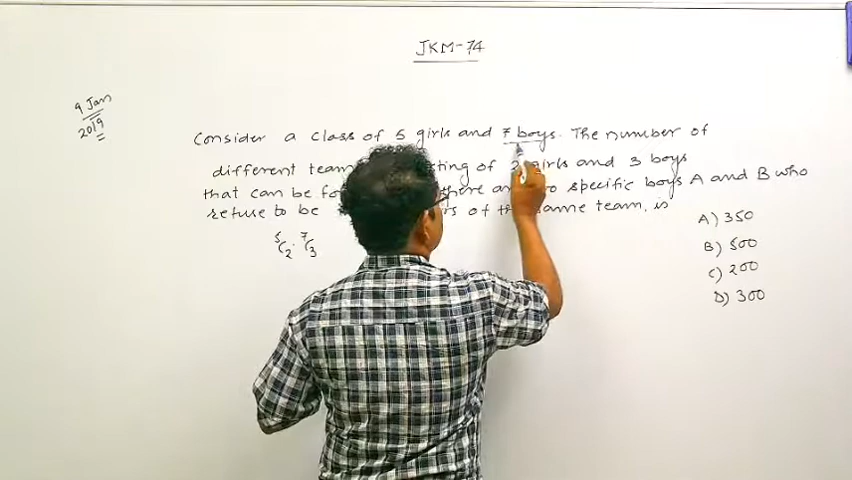 JKM-74
9 Jan
2019
Consider a class of 5 girls and 7 boys. The number of
different team ting of 2 girls and 3 boys
that can be fo there a o specific boys A and B who
refuse to be rs of th same team, is
⁵C₂ · ⁷C₃
A) 350
B) 500
C) 200
D) 300